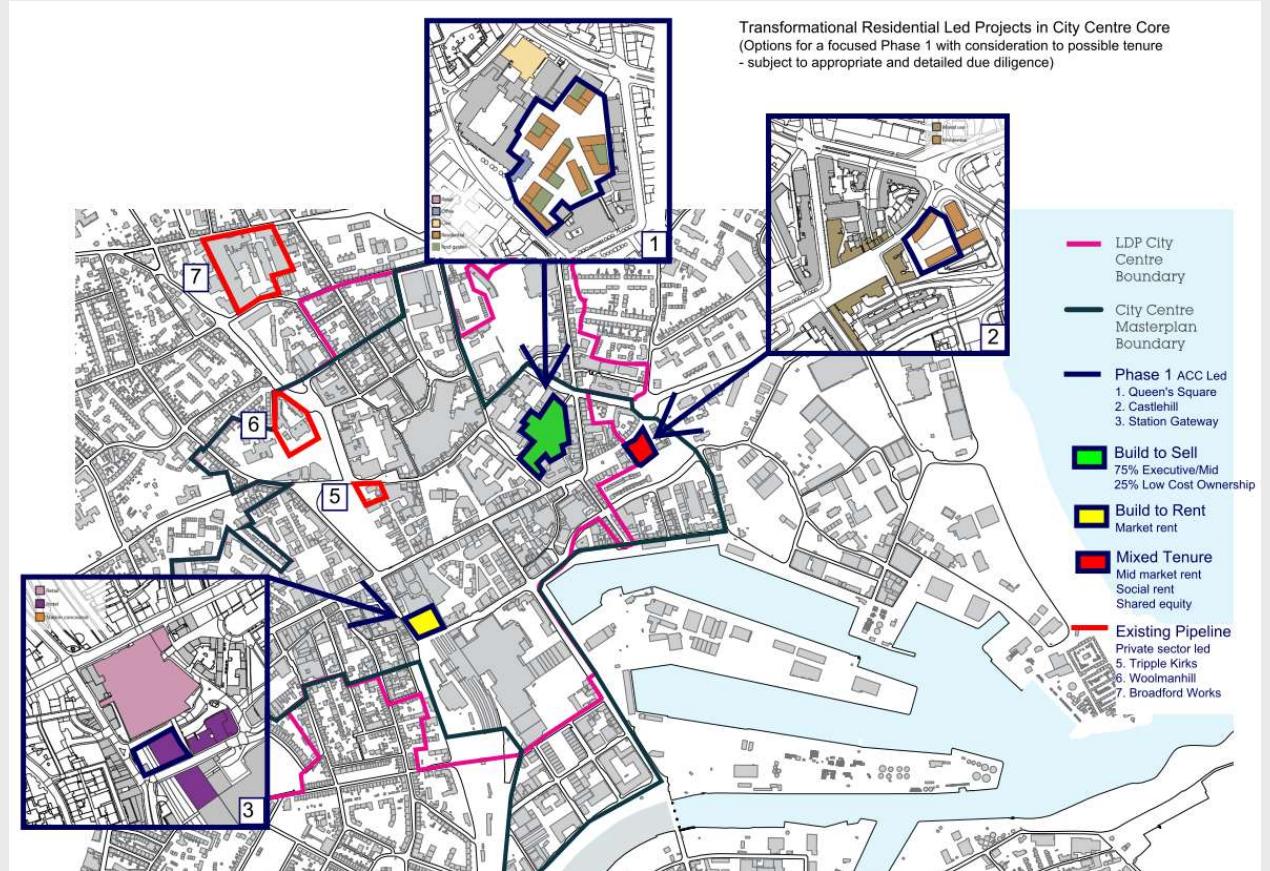 Transformational Residential Led Projects in City Centre Core
(Options for a focused Phase 1 with consideration to possible tenure
- subject to appropriate and detailed due diligence)
1
2
7
6
5
3
Residential
Retail
LDP City
Centre
Boundary
City Centre
Masterplan
Boundary
Phase 1 ACC Led
1. Queen's Square
2. Castlehill
3. Station Gateway
Build to Sell
75% Executive/Mid
25% Low Cost Ownership
Build to Rent
Market rent
Mixed Tenure
Mid market rent
Social rent
Shared equity
Existing Pipeline
Private sector led
5. Tripple Kirks
6. Woolmanhill
7. Broadford Works